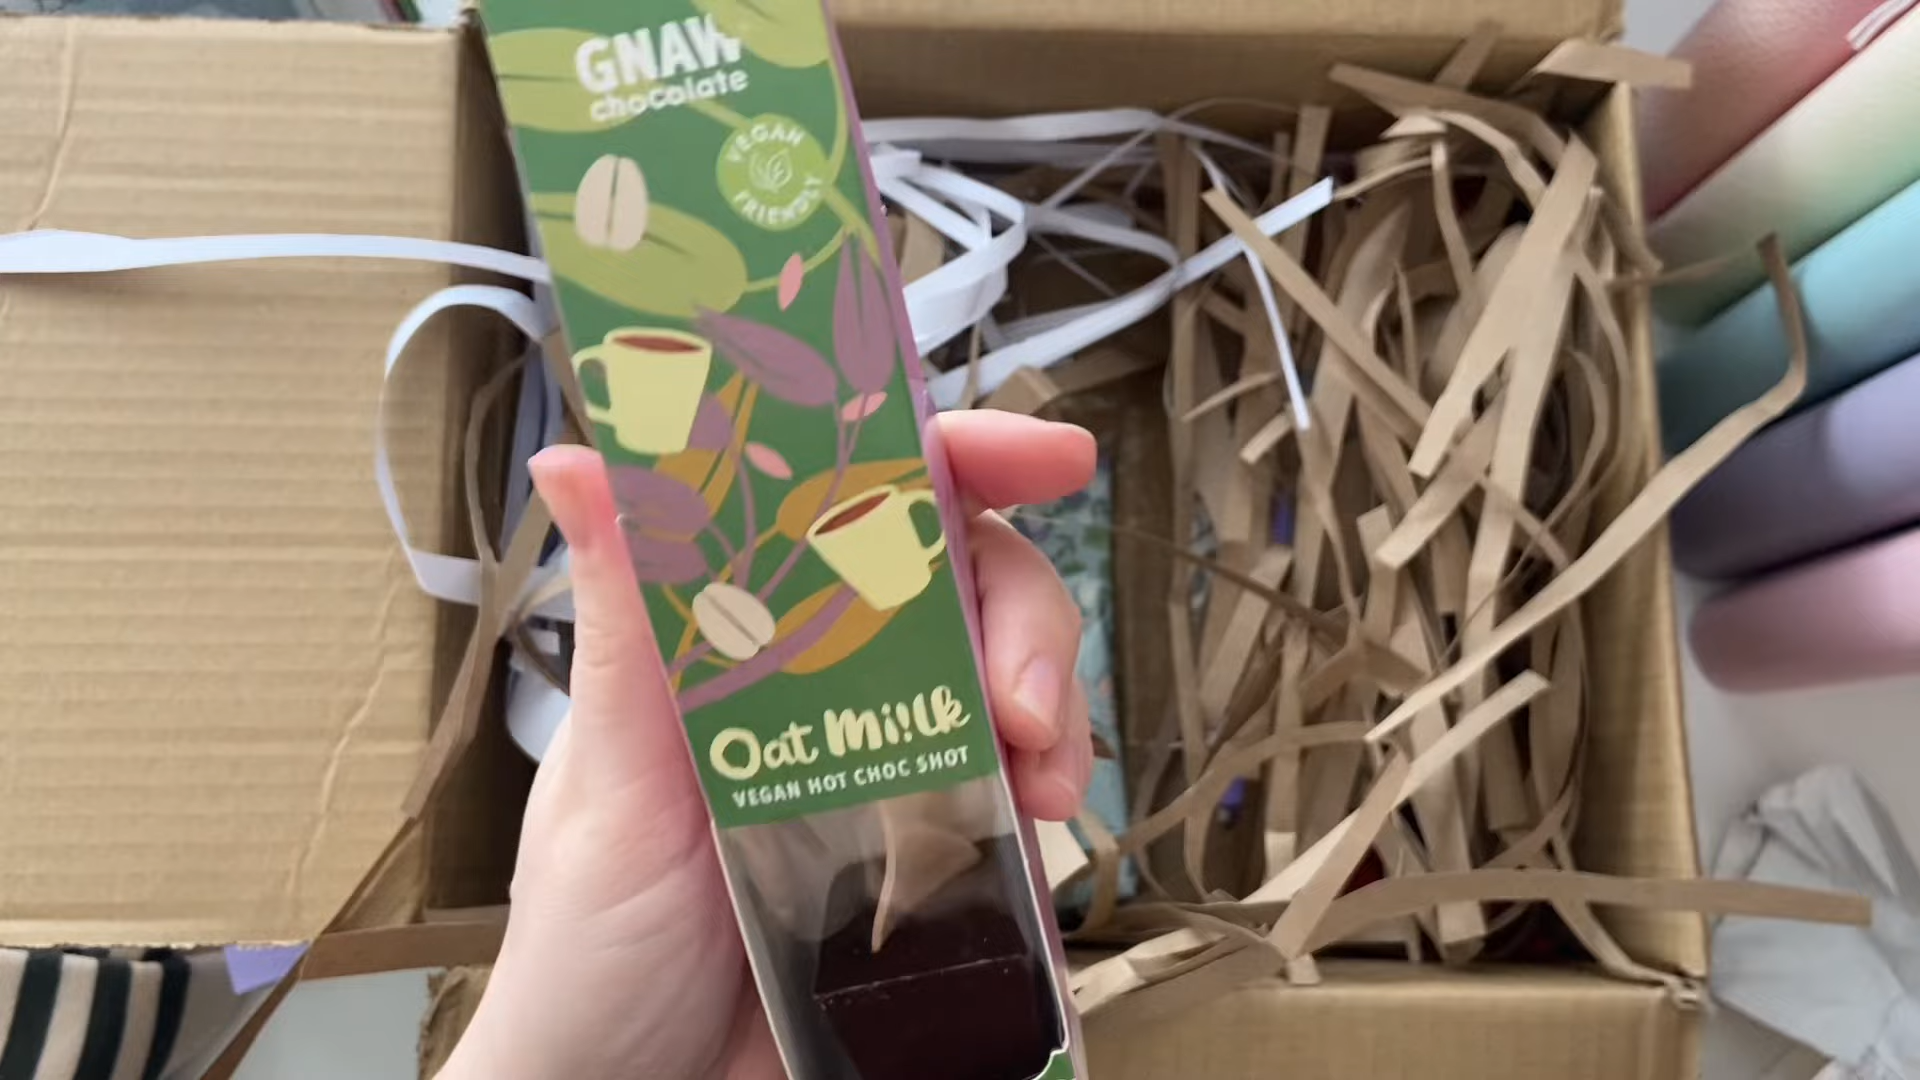 GNAW
chocolate
VEGAN
FRIENDLY
Oat Mi!lk
VEGAN HOT CHOC SHOT